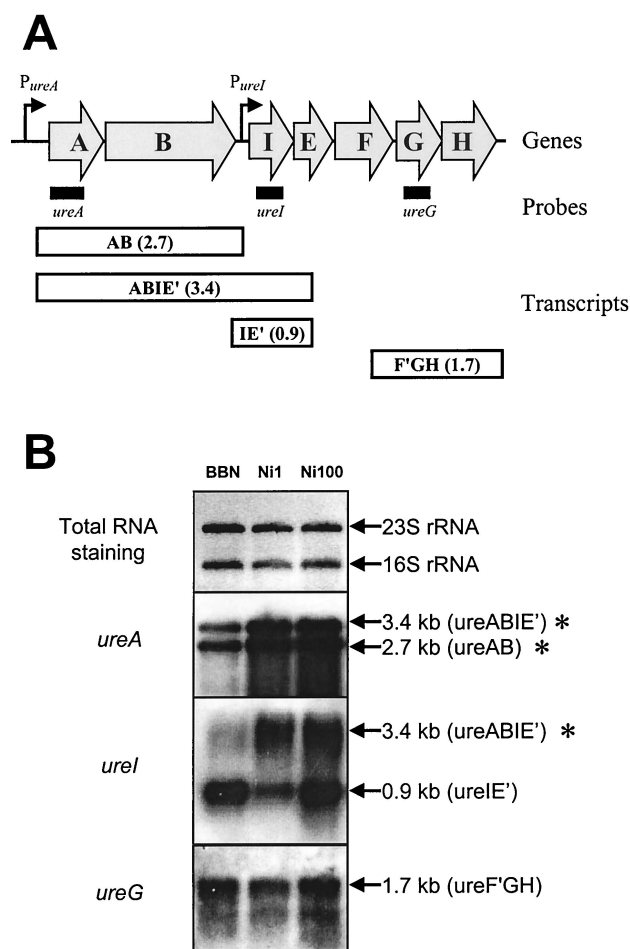 A
PureA PureI
A B I E F G H Genes
ureA ureI ureG Probes
AB (2.7)
ABIE' (3.4)
Transcripts
IE' (0.9)
F'GH (1.7)
B
BBN Ni1 Ni100
Total RNA
staining
23S rRNA
16S rRNA
ureA
3.4 kb (ureABIE’) *
2.7 kb (ureAB) *
ureI
3.4 kb (ureABIE’) *
0.9 kb (ureIE’)
ureG
1.7 kb (ureF'GH)